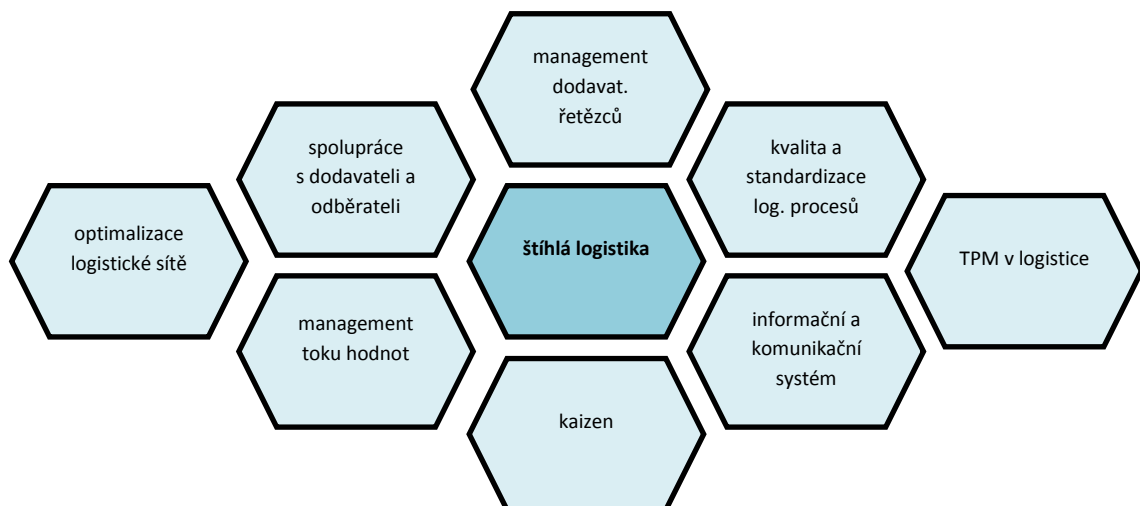 management
dodavat.
řetězců
spolupráce
s dodavateli a
odběrateli
kvalita a
standardizace
log. procesů
optimalizace
logistické sítě
štíhlá logistika
TPM v logistice
management
toku hodnot
informační a
komunikační
systém
kaizen